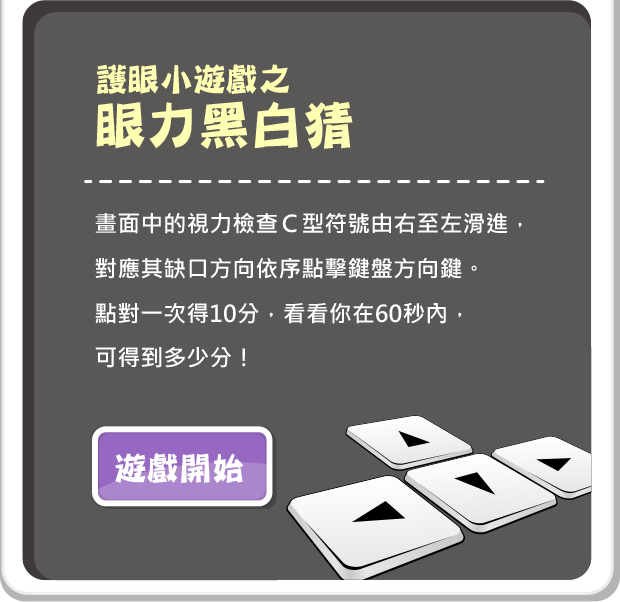 護眼小遊戲之
眼力黑白猜
畫面中的視力檢查C型符號由右至左滑進，
對應其缺口方向依序點擊鍵盤方向鍵。
點對一次得10分，看看你在60秒內，
可得到多少分！
遊戲開始